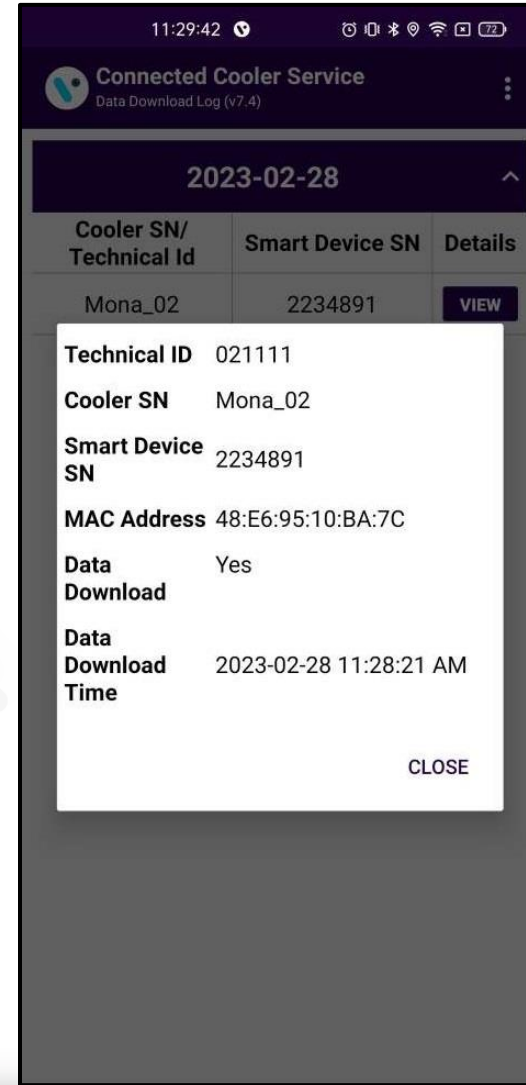 11:29:42
72
Connected Cooler Service
Data Download Log (v7.4)
2023-02-28
Cooler SN/
Technical Id
Smart Device SN
Details
Mona_02
2234891
VIEW
Technical ID 021111
Cooler SN Mona_02
Smart Device
SN
2234891
MAC Address 48:E6:95:10:BA:7C
Data
Download
Yes
Data
Download
Time
2023-02-28 11:28:21 AM
CLOSE